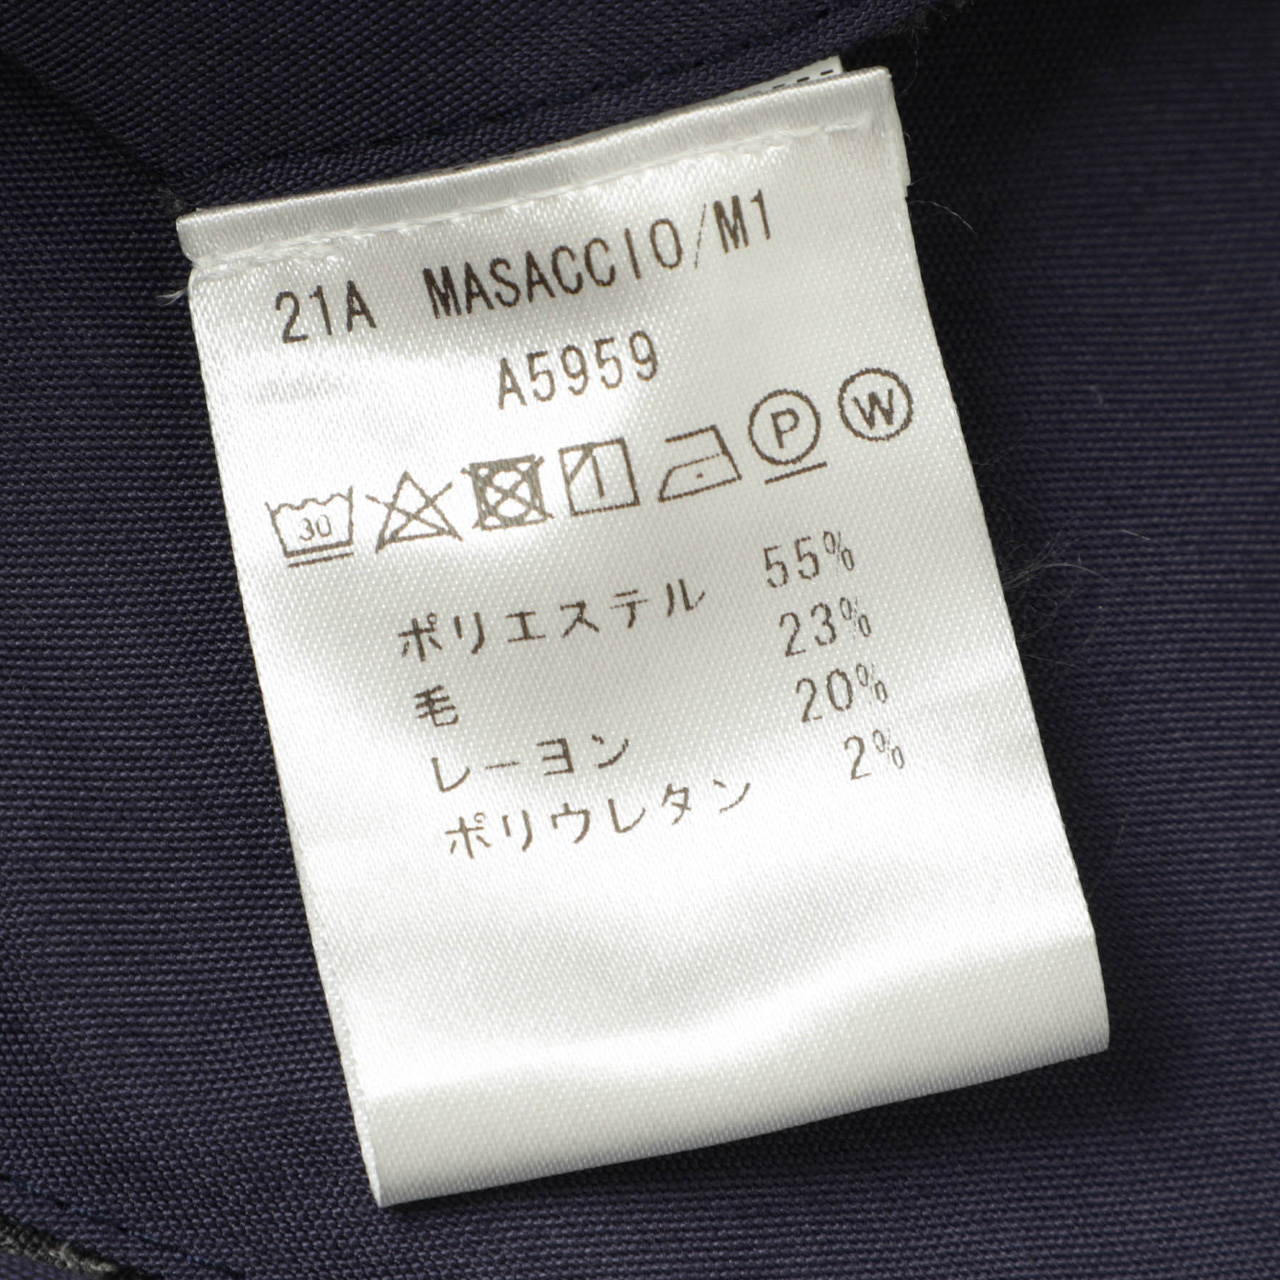 21A MASACCIO/M1
A5959
30 P W
ポリエステル 55%
毛 23%
レーヨン 20%
ポリウレタン 2%